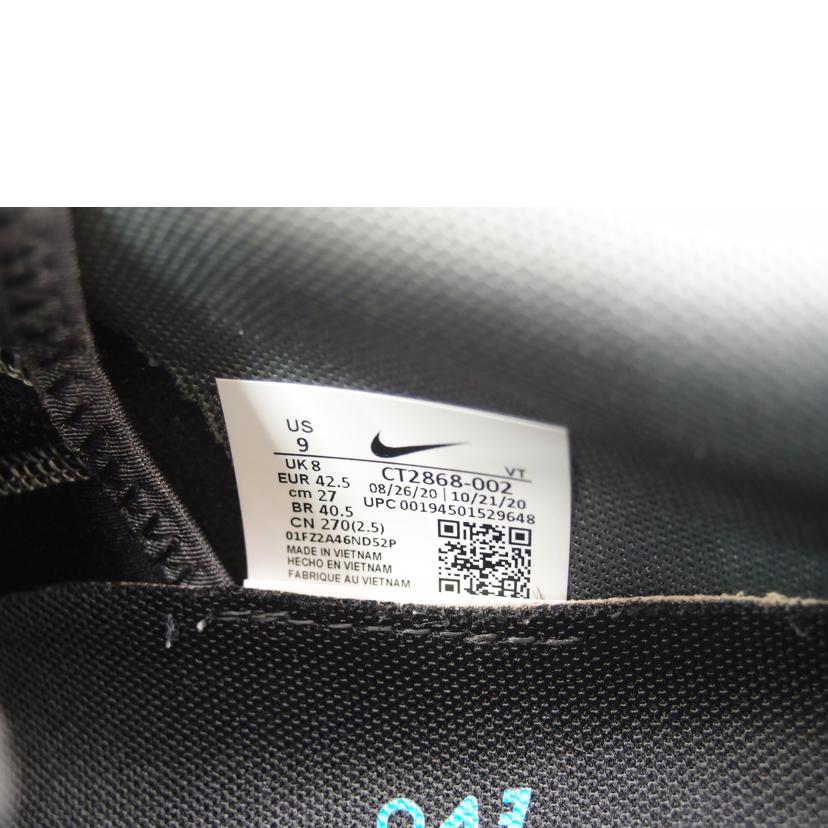 US
9
UK 8
EUR 42.5
cm 27
BR 40.5
CN 270(2.5)
01FZ2A46ND52P
MADE IN VIETNAM
HECHO EN VIETNAM
FABRIQUE AU VIETNAM
VT
CT2868-002
08/26/20 | 10/21/20
UPC 00194501529648